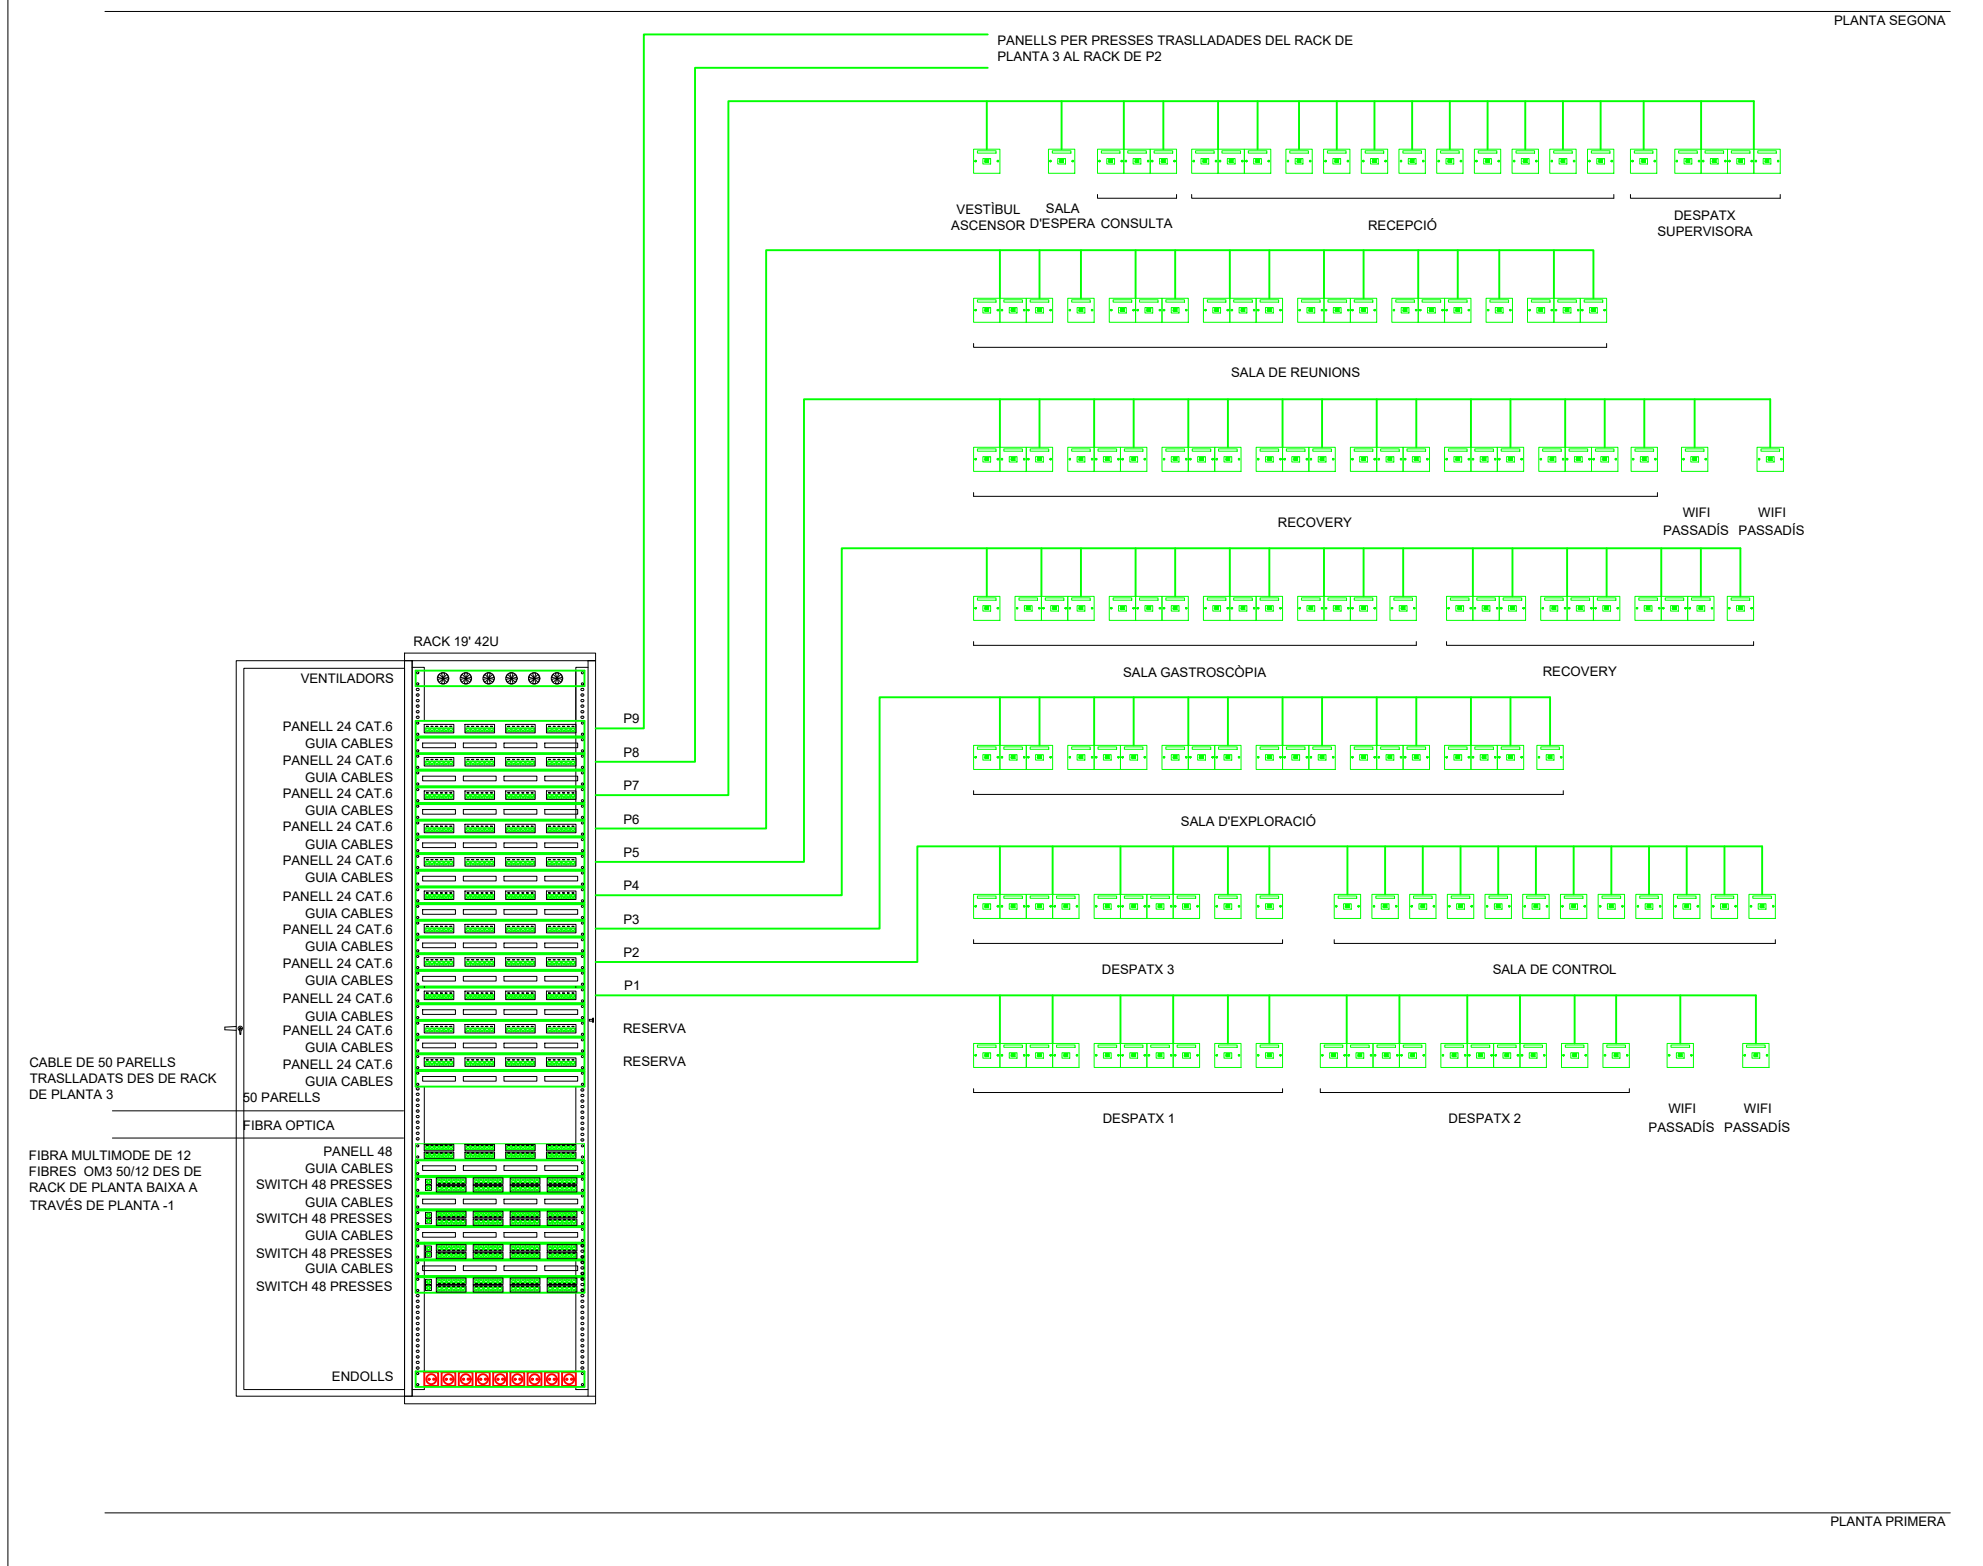 PLANTA SEGONA
PANELLS PER PRESSES TRASLLADADES DEL RACK DE
PLANTA 3 AL RACK DE P2
VESTÌBUL
ASCENSOR
SALA
D'ESPERA
CONSULTA
RECEPCIÓ
DESPATX
SUPERVISORA
SALA DE REUNIONS
RECOVERY
WIFI
PASSADÍS
WIFI
PASSADÍS
SALA GASTROSCÒPIA
RECOVERY
SALA D'EXPLORACIÓ
DESPATX 3
SALA DE CONTROL
DESPATX 1
DESPATX 2
WIFI
PASSADÍS
WIFI
PASSADÍS
RACK 19' 42U
VENTILADORS
PANELL 24 CAT.6
P9
GUIA CABLES
PANELL 24 CAT.6
P8
GUIA CABLES
PANELL 24 CAT.6
P7
GUIA CABLES
PANELL 24 CAT.6
P6
GUIA CABLES
PANELL 24 CAT.6
P5
GUIA CABLES
PANELL 24 CAT.6
P4
GUIA CABLES
PANELL 24 CAT.6
P3
GUIA CABLES
PANELL 24 CAT.6
P2
GUIA CABLES
PANELL 24 CAT.6
P1
GUIA CABLES
PANELL 24 CAT.6
RESERVA
GUIA CABLES
PANELL 24 CAT.6
RESERVA
GUIA CABLES
CABLE DE 50 PARELLS
TRASLLADATS DES DE RACK
DE PLANTA 3
50 PARELLS
FIBRA OPTICA
FIBRA MULTIMODE DE 12
FIBRES OM3 50/12 DES DE
RACK DE PLANTA BAIXA A
TRAVÉS DE PLANTA -1
PANELL 48
GUIA CABLES
SWITCH 48 PRESSES
GUIA CABLES
SWITCH 48 PRESSES
GUIA CABLES
SWITCH 48 PRESSES
GUIA CABLES
SWITCH 48 PRESSES
ENDOLLS
PLANTA PRIMERA